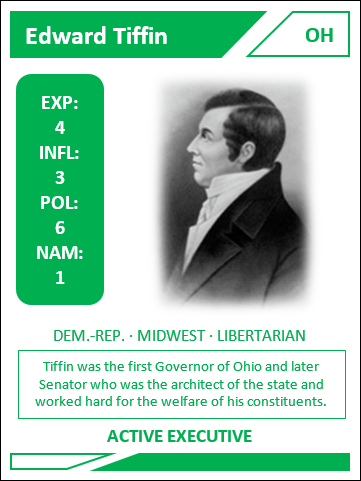 Edward Tiffin
OH
EXP:
4
INFL:
3
POL:
6
NAM:
1
DEM.-REP. · MIDWEST · LIBERTARIAN
Tiffin was the first Governor of Ohio and later
Senator who was the architect of the state and
worked hard for the welfare of his constituents.
ACTIVE EXECUTIVE